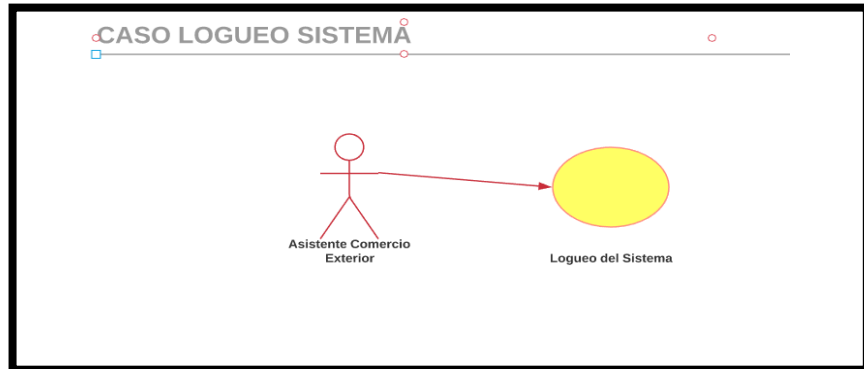 CASO LOGUEO SISTEMA
Asistente Comercio
Exterior
Logueo del Sistema